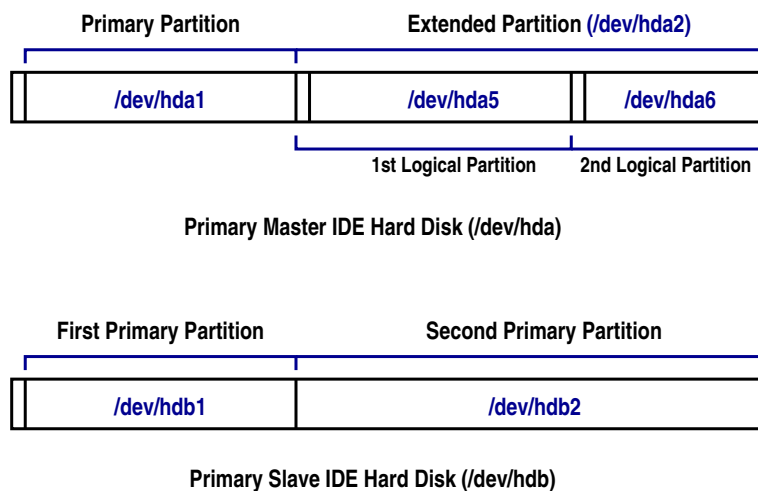 Primary Partition
Extended Partition (/dev/hda2)
/dev/hda1
/dev/hda5
/dev/hda6
1st Logical Partition
2nd Logical Partition
Primary Master IDE Hard Disk (/dev/hda)
First Primary Partition
Second Primary Partition
/dev/hdb1
/dev/hdb2
Primary Slave IDE Hard Disk (/dev/hdb)